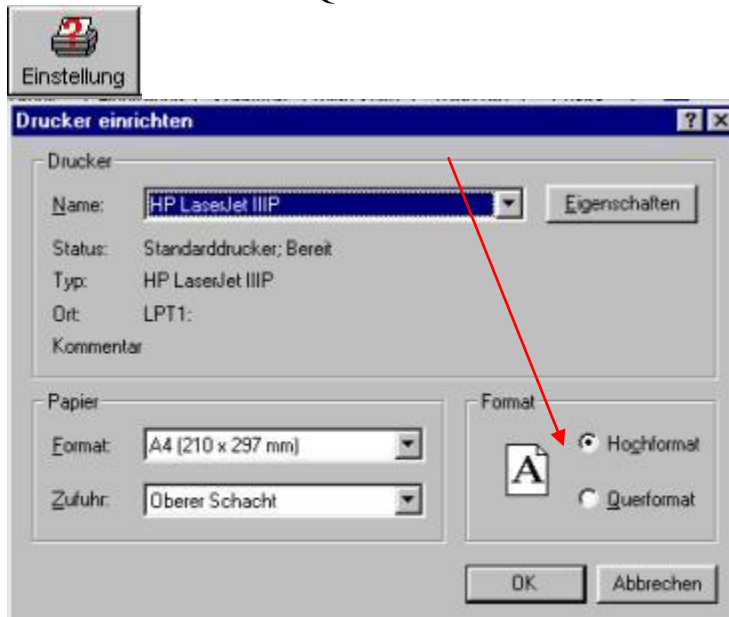 Einstellung
Drucker einrichten
Drucker
Name: HP LaserJet IIIP Eigenschaften
Status: Standarddrucker; Bereit
Typ: HP LaserJet IIIP
Ort: LPT1:
Kommentar
Papier
Format: A4 (210 x 297 mm)
Zufuhr: Oberer Schacht
Format
A
Hochformat
Querformat
OK Abbrechen